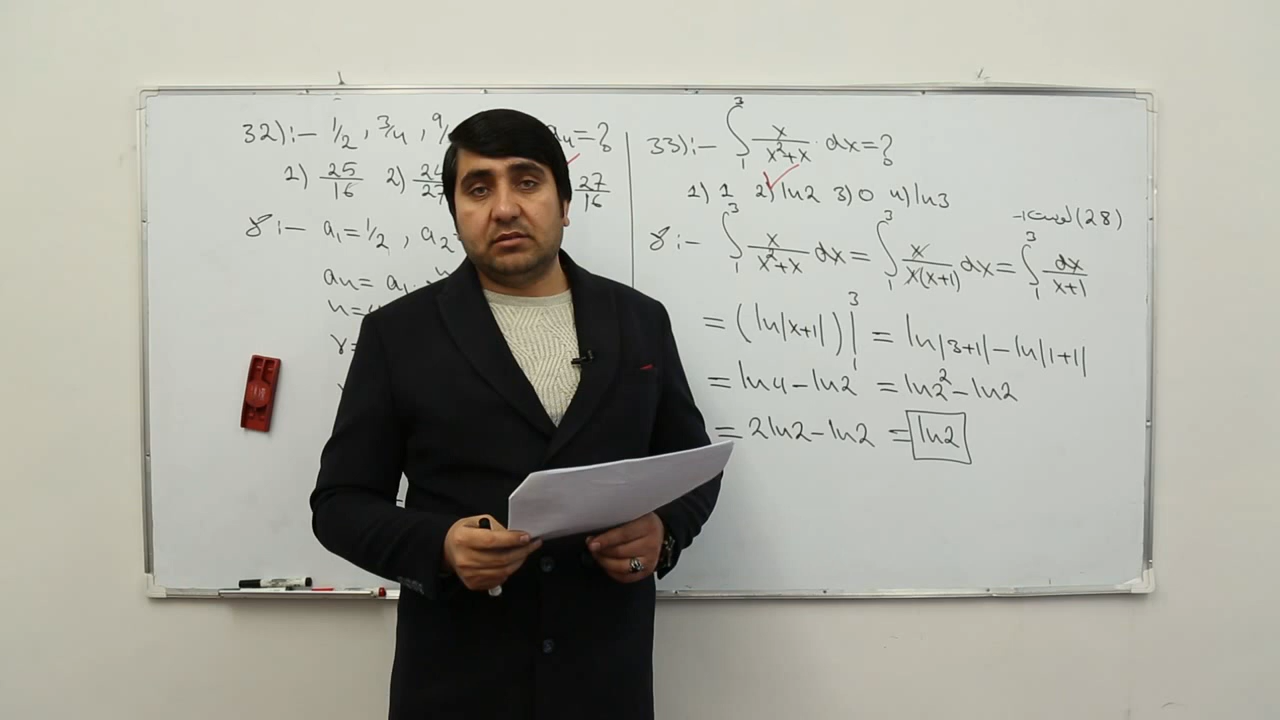 32):- 1/2 , 3/4 , 9/ a4=?
1) 25/16 2) 27/16
8:- a1=1/2 , a2
an = a1.
n=
33):- ∫₁³ x/(x²+x) · dx = ?
1) 1 2) ln2 3) 0 4) ln3
(28)
8:- ∫₁³ x/(x²+x) dx = ∫₁³ x/(x(x+1)) dx = ∫₁³ dx/(x+1)
= (ln|x+1|)|₁³ = ln|3+1| - ln|1+1|
= ln4 - ln2 = ln2² - ln2
= 2ln2 - ln2 = ln2